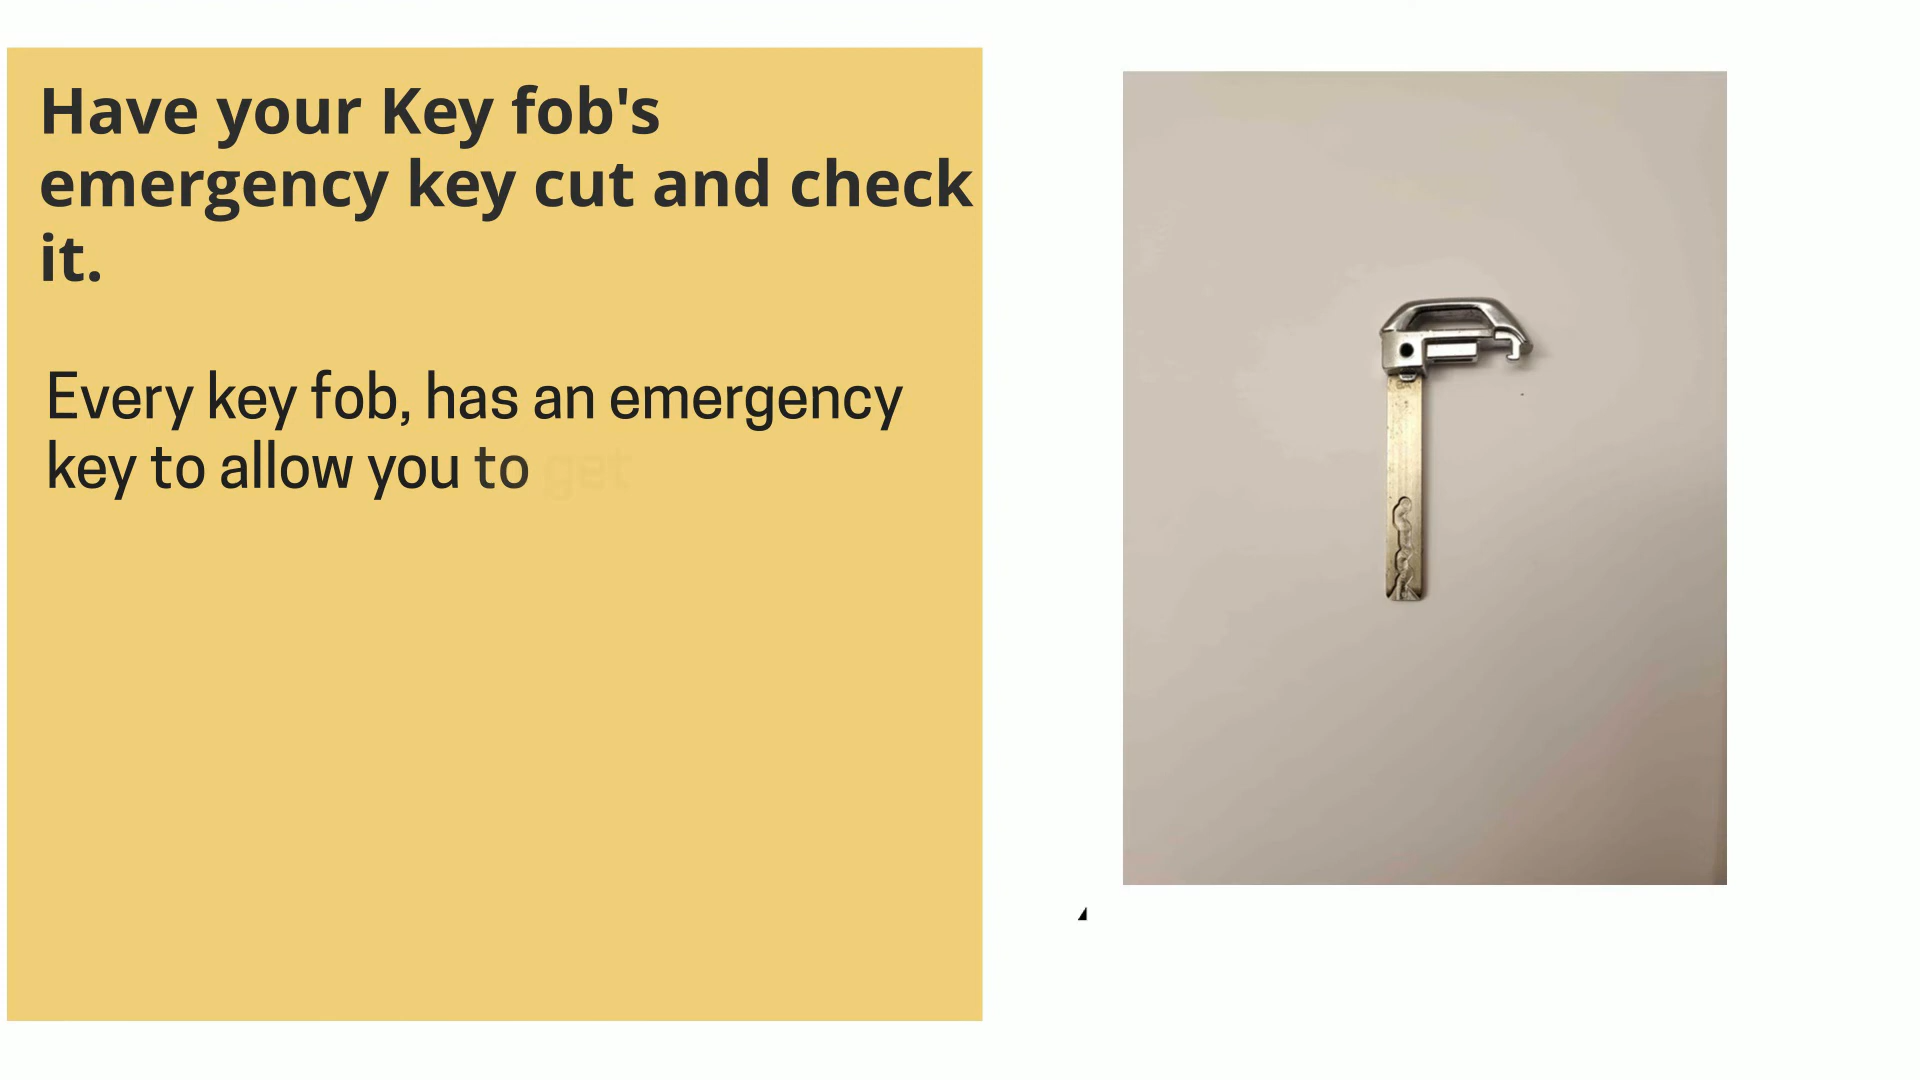 Have your Key fob's
emergency key cut and check
it.
Every key fob, has an emergency
key to allow you to get